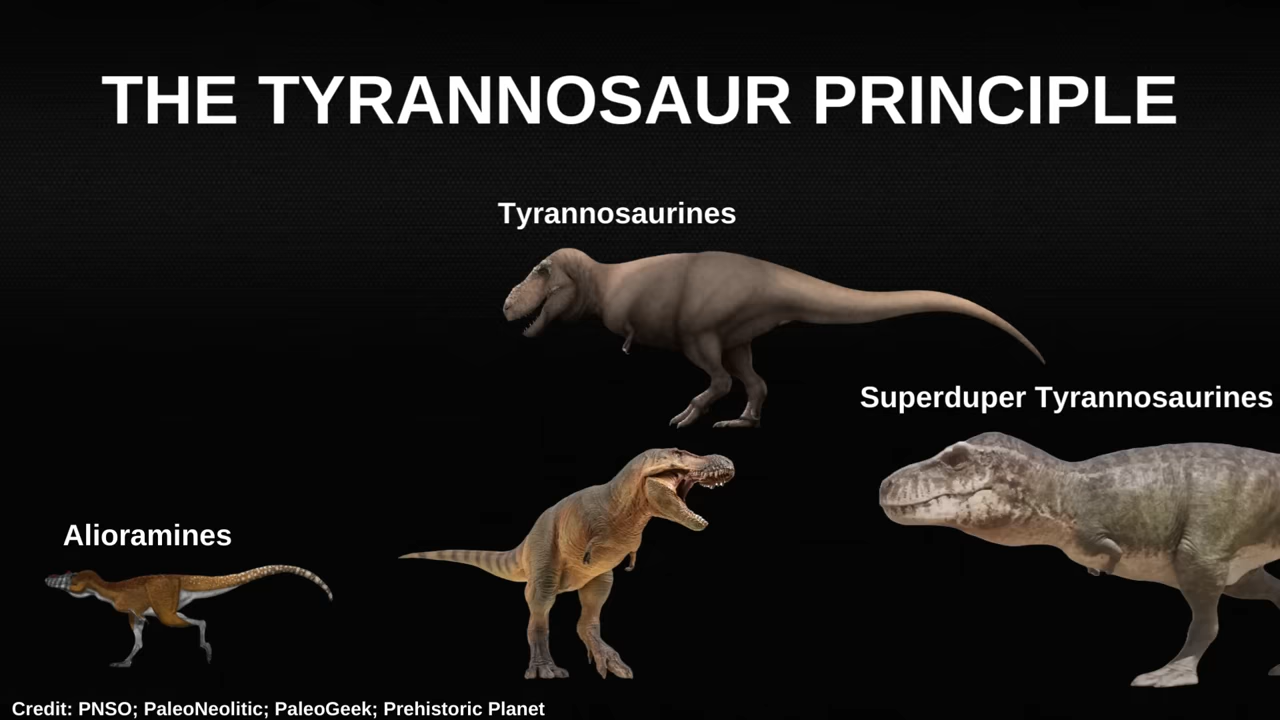 THE TYRANNOSAUR PRINCIPLE
Tyrannosaurines
Superduper Tyrannosaurines
Alioramines
Credit: PNSO; PaleoNeolitic; PaleoGeek; Prehistoric Planet